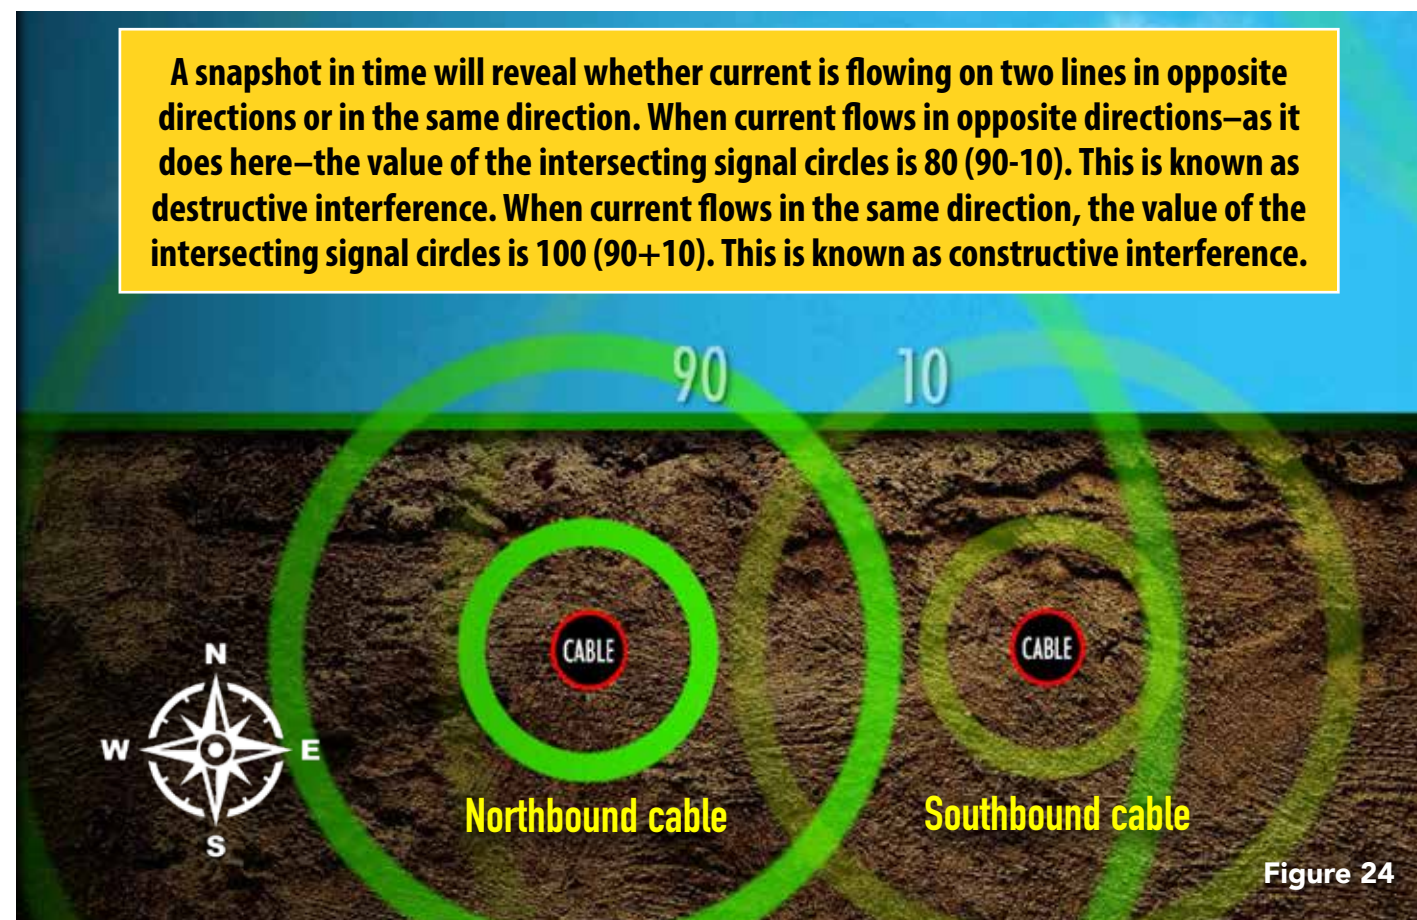 A snapshot in time will reveal whether current is flowing on two lines in opposite
directions or in the same direction. When current flows in opposite directions–as it
does here–the value of the intersecting signal circles is 80 (90-10). This is known as
destructive interference. When current flows in the same direction, the value of the
intersecting signal circles is 100 (90+10). This is known as constructive interference.
90
10
CABLE
CABLE
N
W
E
S
Northbound cable
Southbound cable
Figure 24